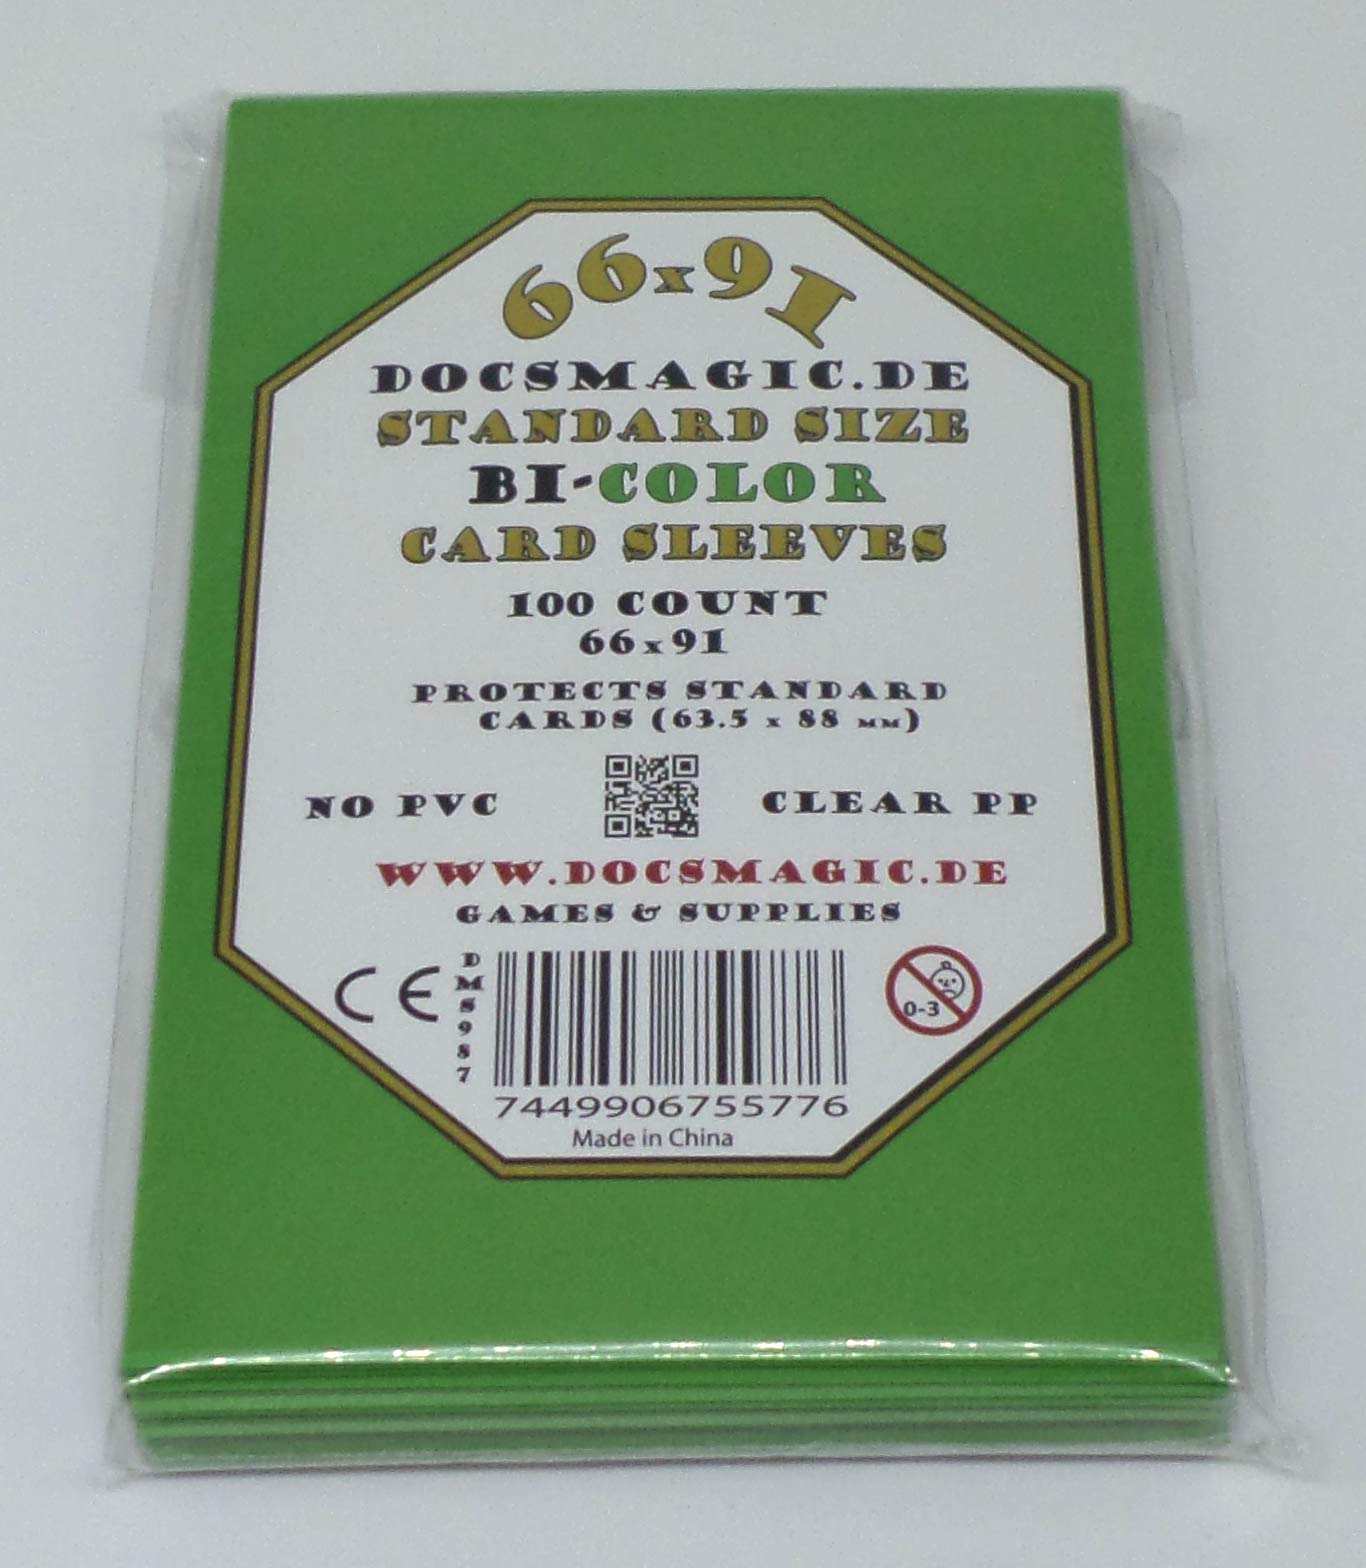 66x91
DOCSMAGIC.DE
STANDARD SIZE
BI-COLOR
CARD SLEEVES
100 COUNT
66x91
PROTECTS STANDARD
CARDS (63.5 x 88 MM)
NO PVC CLEAR PP
WWW.DOCSMAGIC.DE
GAMES & SUPPLIES
CE
DMS987
0-3
7449906755776
Made in China